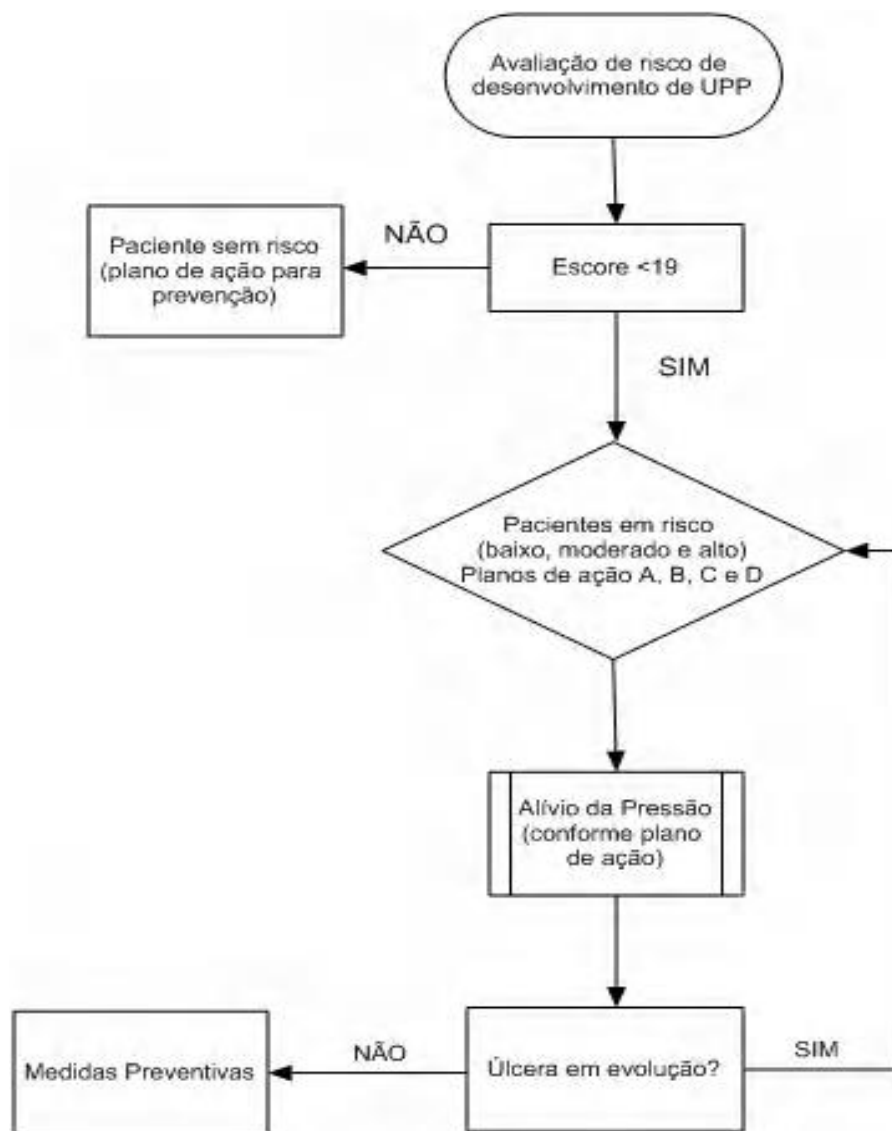 Avaliação de risco de
desenvolvimento de UPP
NÃO
Paciente sem risco
(plano de ação para
prevenção)
Escore <19
SIM
Pacientes em risco
(baixo, moderado e alto)
Planos de ação A, B, C e D
Alívio da Pressão
(conforme plano
de ação)
Úlcera em evolução?
NÃO
SIM
Medidas Preventivas